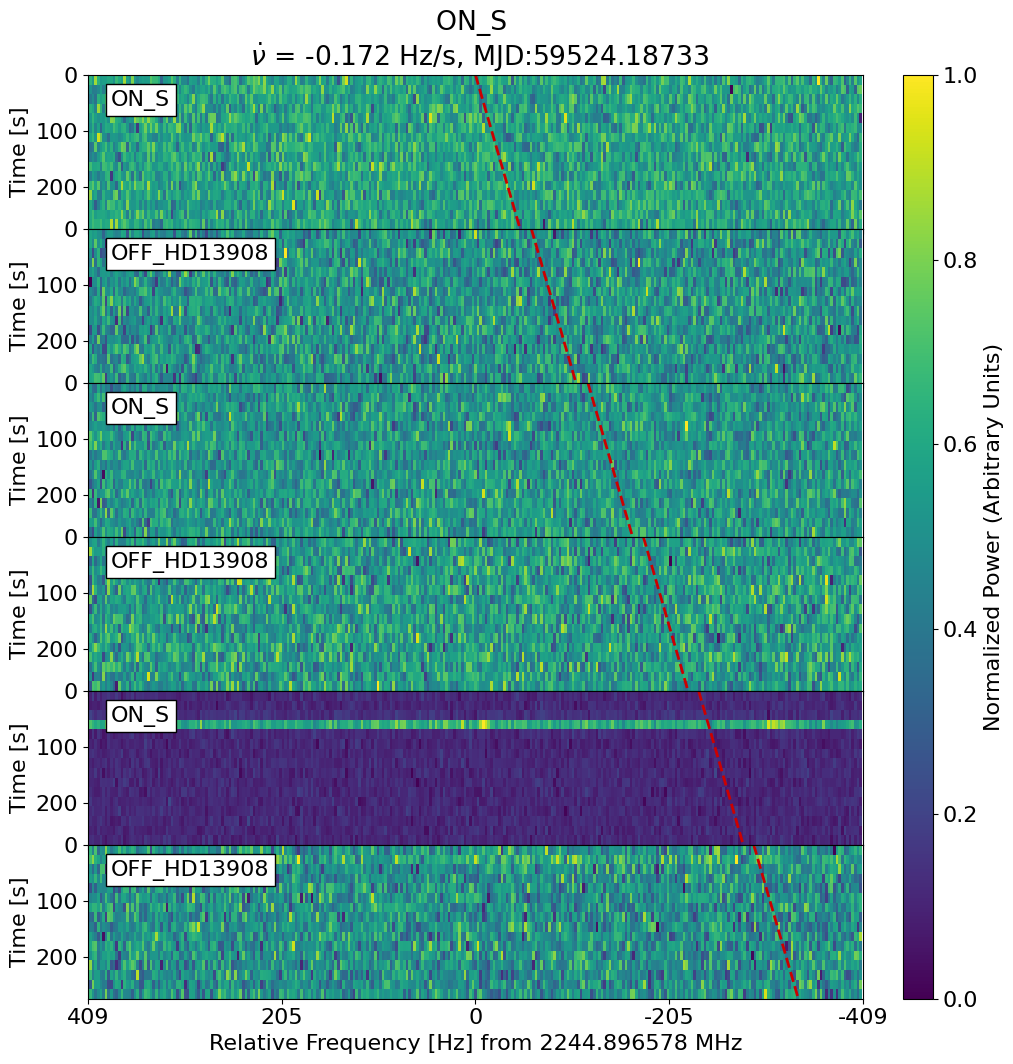 ON_S
ν̇ = -0.172 Hz/s, MJD:59524.18733
0
ON_S
100
200
Time [s]
0
OFF_HD13908
100
200
Time [s]
0
ON_S
100
200
Time [s]
0
OFF_HD13908
100
200
Time [s]
0
ON_S
100
200
Time [s]
0
OFF_HD13908
100
200
Time [s]
409 205 0 -205 -409
Relative Frequency [Hz] from 2244.896578 MHz
1.0
0.8
0.6
0.4
0.2
0.0
Normalized Power (Arbitrary Units)